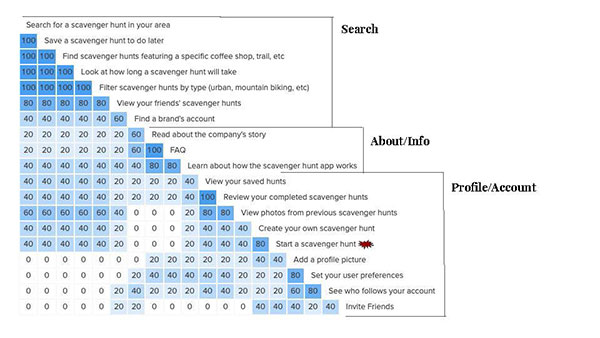 Search for a scavenger hunt in your area
Search
100 Save a scavenger hunt to do later
100 100 Find scavenger hunts featuring a specific coffee shop, trail, etc
100 100 100 Look at how long a scavenger hunt will take
100 100 100 100 Filter scavenger hunts by type (urban, mountain biking, etc)
80 80 80 80 80 View your friends' scavenger hunts
40 40 40 40 40 60 Find a brand's account
20 20 20 20 20 20 60 Read about the company's story
About/Info
20 20 20 20 20 20 60 100 FAQ
40 40 40 40 40 40 40 80 80 Learn about how the scavenger hunt app works
40 40 40 40 40 20 20 20 20 40 View your saved hunts
Profile/Account
40 40 40 40 40 20 20 20 20 40 100 Review your completed scavenger hunts
60 60 60 60 60 40 0 0 0 20 80 80 View photos from previous scavenger hunts
40 40 40 40 40 20 0 0 0 20 40 40 40 Create your own scavenger hunt
40 40 40 40 40 20 0 0 0 20 40 40 40 80 Start a scavenger hunt
0 0 0 0 0 0 0 20 20 20 20 20 20 40 40 Add a profile picture
0 0 0 0 0 0 20 40 40 40 40 40 20 20 20 80 Set your user preferences
0 0 0 0 0 20 40 20 20 40 40 20 20 20 20 60 80 See who follows your account
0 0 0 0 0 20 20 0 0 0 0 0 0 40 40 40 20 40 Invite Friends